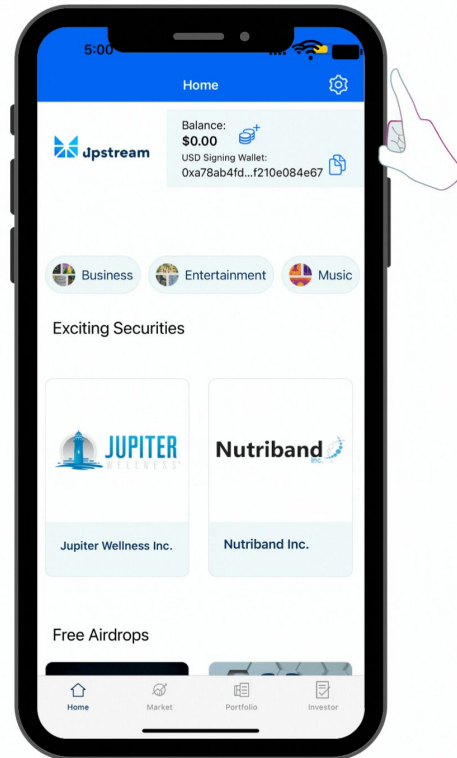 5:00
Home
Upstream
Balance:
$0.00
USD Signing Wallet:
0xa78ab4fd...f210e084e67
Business
Entertainment
Music
Exciting Securities
JUPITER
WELLNESS
Nutriband
Inc.
Jupiter Wellness Inc.
Nutriband Inc.
Free Airdrops
Home
Market
Portfolio
Investor